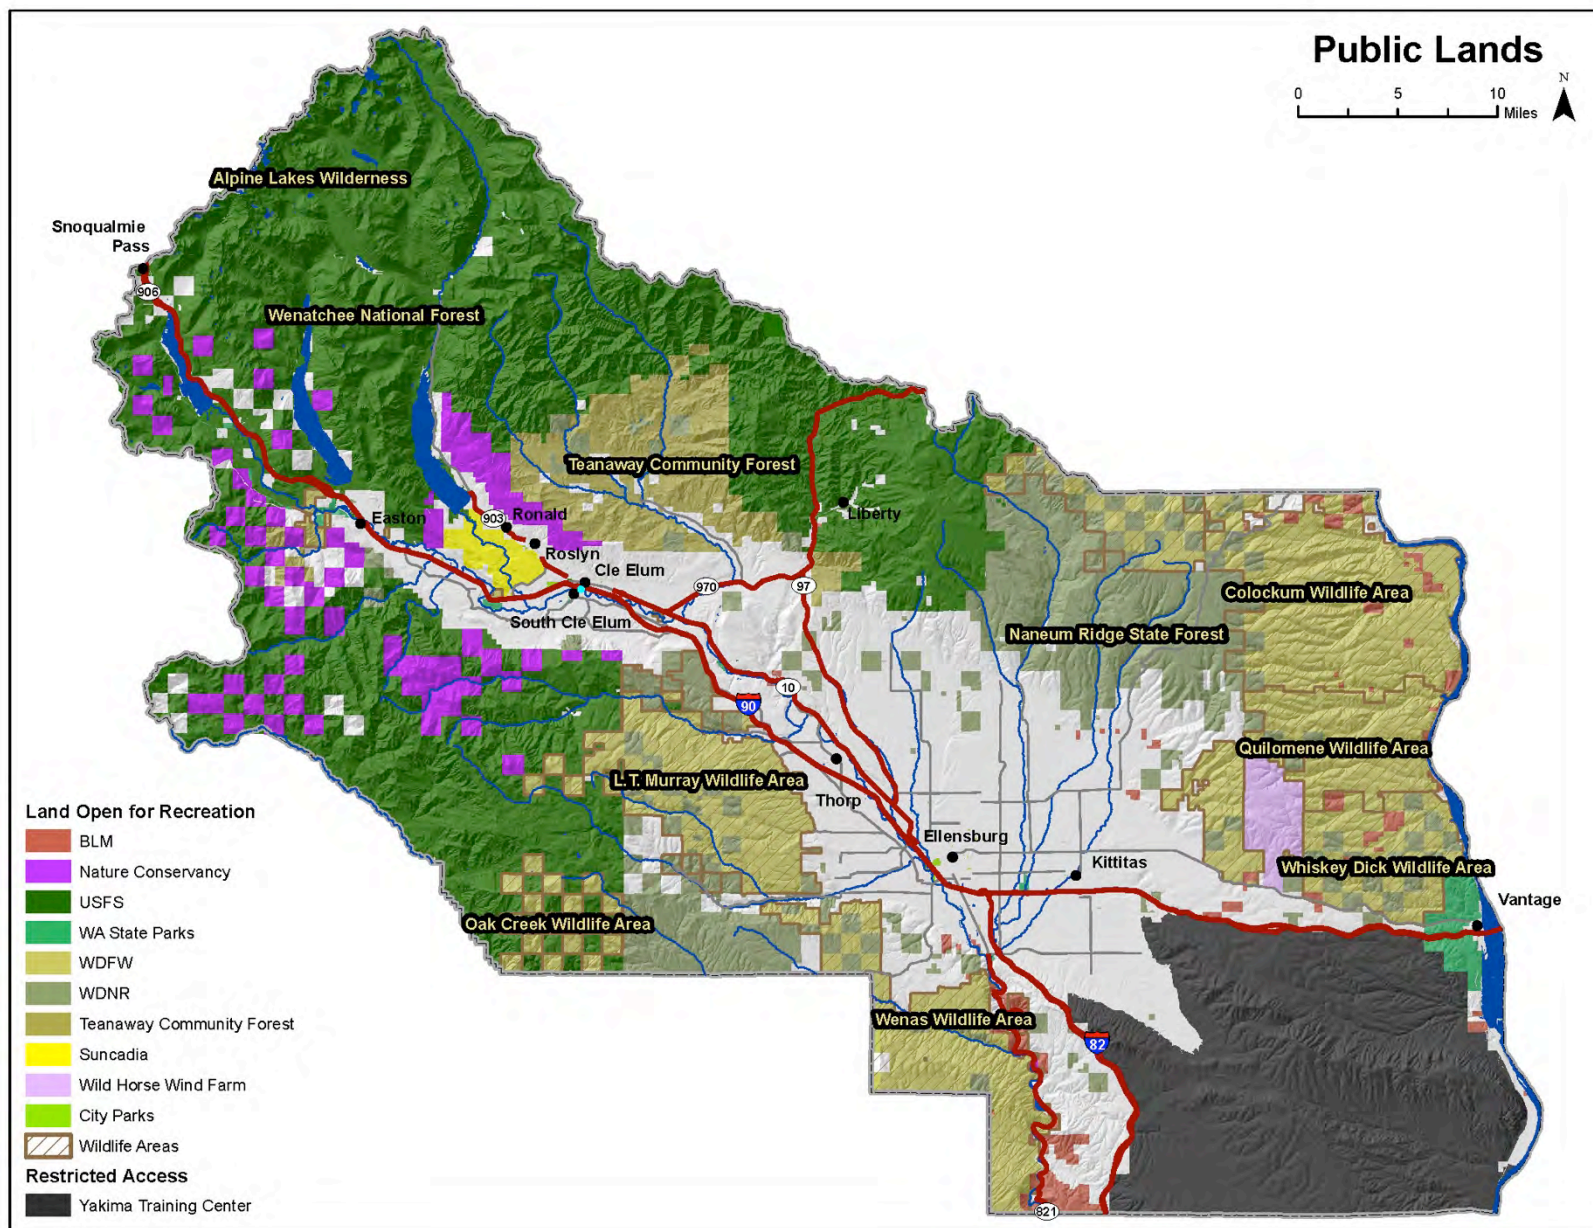 Public Lands
N
0 5 10
Miles
Alpine Lakes Wilderness
Snoqualmie
Pass
906
Wenatchee National Forest
Teanaway Community Forest
Liberty
903
Ronald
Easton
Roslyn
Cle Elum
970
97
Colockum Wildlife Area
South Cle Elum
Naneum Ridge State Forest
10
90
Quilomene Wildlife Area
L.T. Murray Wildlife Area
Thorp
Ellensburg
Kittitas
Whiskey Dick Wildlife Area
Vantage
Oak Creek Wildlife Area
Wenas Wildlife Area
82
821
Land Open for Recreation
BLM
Nature Conservancy
USFS
WA State Parks
WDFW
WDNR
Teanaway Community Forest
Suncadia
Wild Horse Wind Farm
City Parks
Wildlife Areas
Restricted Access
Yakima Training Center